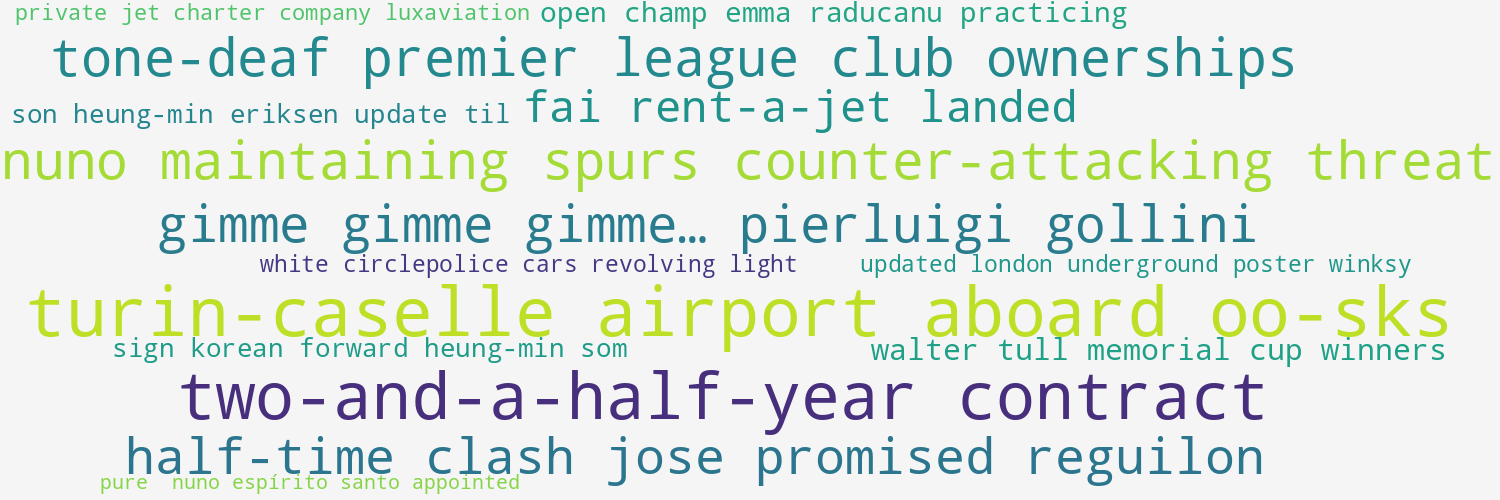 private jet charter company luxaviation open champ emma raducanu practicing
tone-deaf premier league club ownerships
son heung-min eriksen update til fai rent-a-jet landed
nuno maintaining spurs counter-attacking threat
gimme gimme gimme… pierluigi gollini
white circlepolice cars revolving light updated london underground poster winksy
turin-caselle airport aboard oo-sks
sign korean forward heung-min som walter tull memorial cup winners
two-and-a-half-year contract
half-time clash jose promised reguilon
pure nuno espírito santo appointed